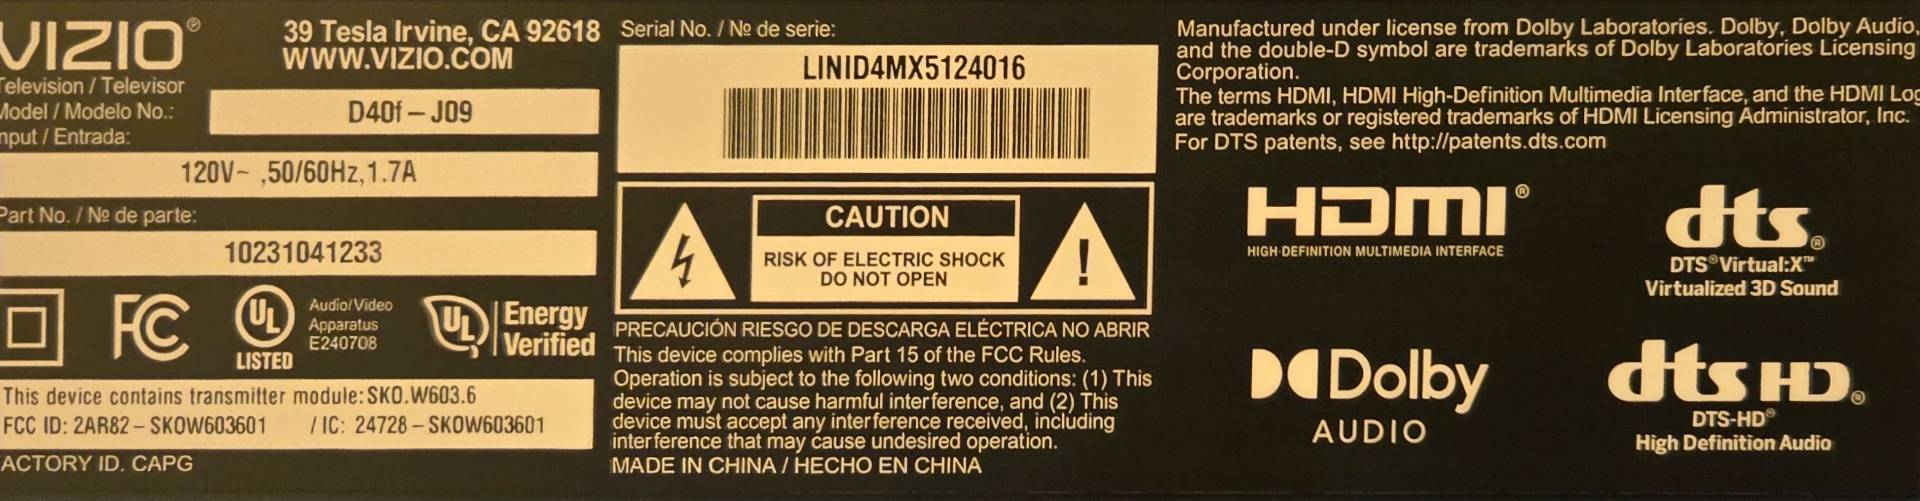 VIZIO®
39 Tesla Irvine, CA 92618
WWW.VIZIO.COM
Television / Televisor
Model / Modelo No.:
D40f-J09
Input / Entrada:
120V~ ,50/60Hz,1.7A
Part No. / Nº de parte:
10231041233
FC
UL
LISTED
Audio/Video
Apparatus
E240708
UL
Energy
Verified
This device contains transmitter module:SKO.W603.6
FCC ID: 2AR82-SKOW603601 / IC: 24728-SKOW603601
FACTORY ID. CAPG
Serial No. / Nº de serie:
LINID4MX5124016
CAUTION
RISK OF ELECTRIC SHOCK
DO NOT OPEN
PRECAUCIÓN RIESGO DE DESCARGA ELÉCTRICA NO ABRIR
This device complies with Part 15 of the FCC Rules.
Operation is subject to the following two conditions: (1) This
device may not cause harmful interference, and (2) This
device must accept any interference received, including
interference that may cause undesired operation.
MADE IN CHINA / HECHO EN CHINA
Manufactured under license from Dolby Laboratories. Dolby, Dolby Audio,
and the double-D symbol are trademarks of Dolby Laboratories Licensing
Corporation.
The terms HDMI, HDMI High-Definition Multimedia Interface, and the HDMI Logo
are trademarks or registered trademarks of HDMI Licensing Administrator, Inc.
For DTS patents, see http://patents.dts.com
HDMI®
HIGH-DEFINITION MULTIMEDIA INTERFACE
dts®
DTS® Virtual:X™
Virtualized 3D Sound
Dolby
AUDIO
dts HD®
DTS-HD®
High Definition Audio